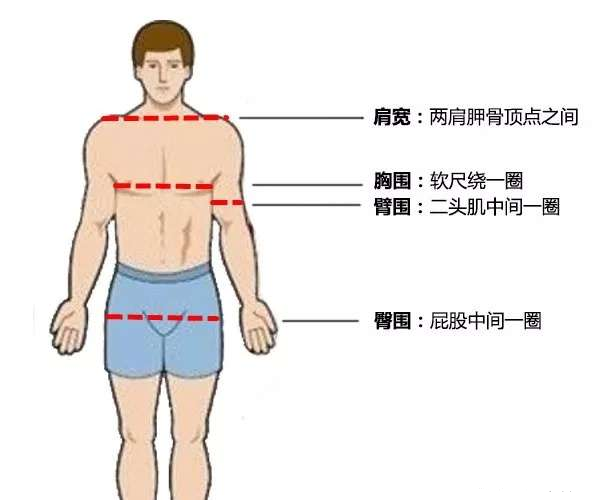 肩宽：两肩胛骨顶点之间
胸围：软尺绕一圈
臂围：二头肌中间一圈
臀围：屁股中间一圈